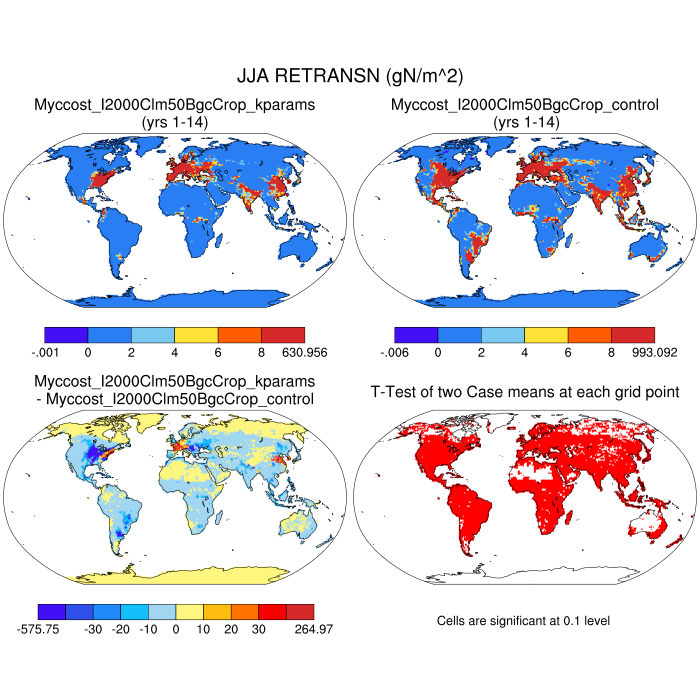 JJA RETRANSN (gN/m^2)
Myccost_I2000Clm50BgcCrop_kparams
(yrs 1-14)
Myccost_I2000Clm50BgcCrop_control
(yrs 1-14)
-.001 0 2 4 6 8 630.956
-.006 0 2 4 6 8 993.092
Myccost_I2000Clm50BgcCrop_kparams
- Myccost_I2000Clm50BgcCrop_control
T-Test of two Case means at each grid point
-575.75 -30 -20 -10 0 10 20 30 264.97
Cells are significant at 0.1 level